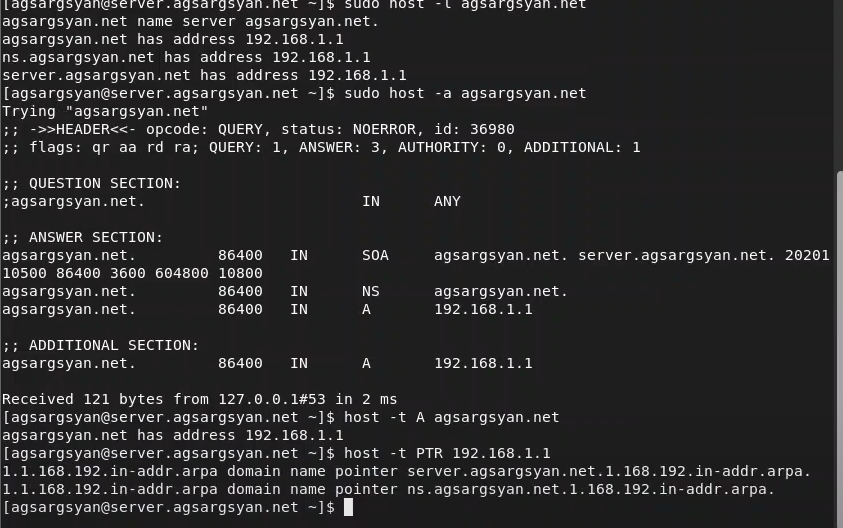 [agsargsyan@server.agsargsyan.net ~]$ sudo host -l agsargsyan.net
agsargsyan.net name server agsargsyan.net.
agsargsyan.net has address 192.168.1.1
ns.agsargsyan.net has address 192.168.1.1
server.agsargsyan.net has address 192.168.1.1
[agsargsyan@server.agsargsyan.net ~]$ sudo host -a agsargsyan.net
Trying "agsargsyan.net"
;; ->>HEADER<<- opcode: QUERY, status: NOERROR, id: 36980
;; flags: qr aa rd ra; QUERY: 1, ANSWER: 3, AUTHORITY: 0, ADDITIONAL: 1
;; QUESTION SECTION:
;agsargsyan.net. IN ANY
;; ANSWER SECTION:
agsargsyan.net. 86400 IN SOA agsargsyan.net. server.agsargsyan.net. 20201
10500 86400 3600 604800 10800
agsargsyan.net. 86400 IN NS agsargsyan.net.
agsargsyan.net. 86400 IN A 192.168.1.1
;; ADDITIONAL SECTION:
agsargsyan.net. 86400 IN A 192.168.1.1
Received 121 bytes from 127.0.0.1#53 in 2 ms
[agsargsyan@server.agsargsyan.net ~]$ host -t A agsargsyan.net
agsargsyan.net has address 192.168.1.1
[agsargsyan@server.agsargsyan.net ~]$ host -t PTR 192.168.1.1
1.1.168.192.in-addr.arpa domain name pointer server.agsargsyan.net.1.168.192.in-addr.arpa.
1.1.168.192.in-addr.arpa domain name pointer ns.agsargsyan.net.1.168.192.in-addr.arpa.
[agsargsyan@server.agsargsyan.net ~]$